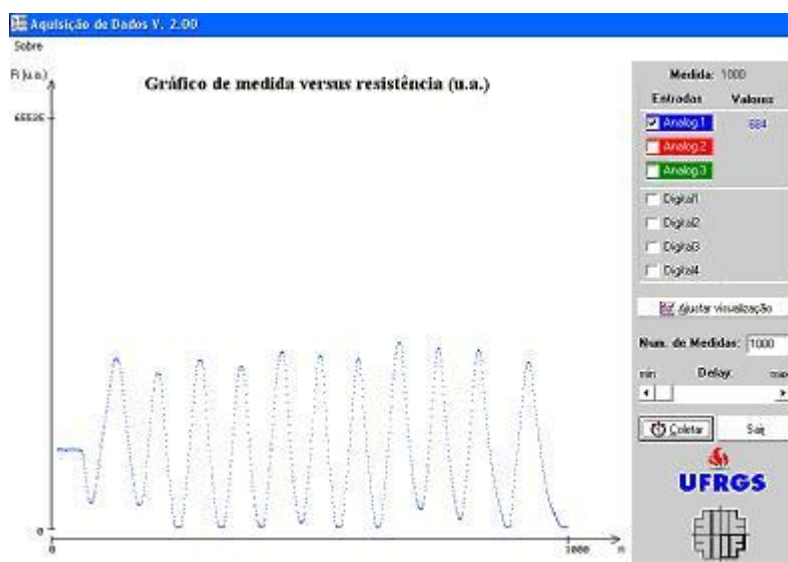 Aquisição de Dados V. 2.00
Sobre
R (u.a.)
Gráfico de medida versus resistência (u.a.)
65535
0
0
1000
n
Medida: 1000
Entradas Valores
Analog.1 684
Analog.2
Analog.3
Digital1
Digital2
Digital3
Digital4
Ajustar visualização
Num. de Medidas: 1000
min Delay: max
Coletar Sair
UFRGS